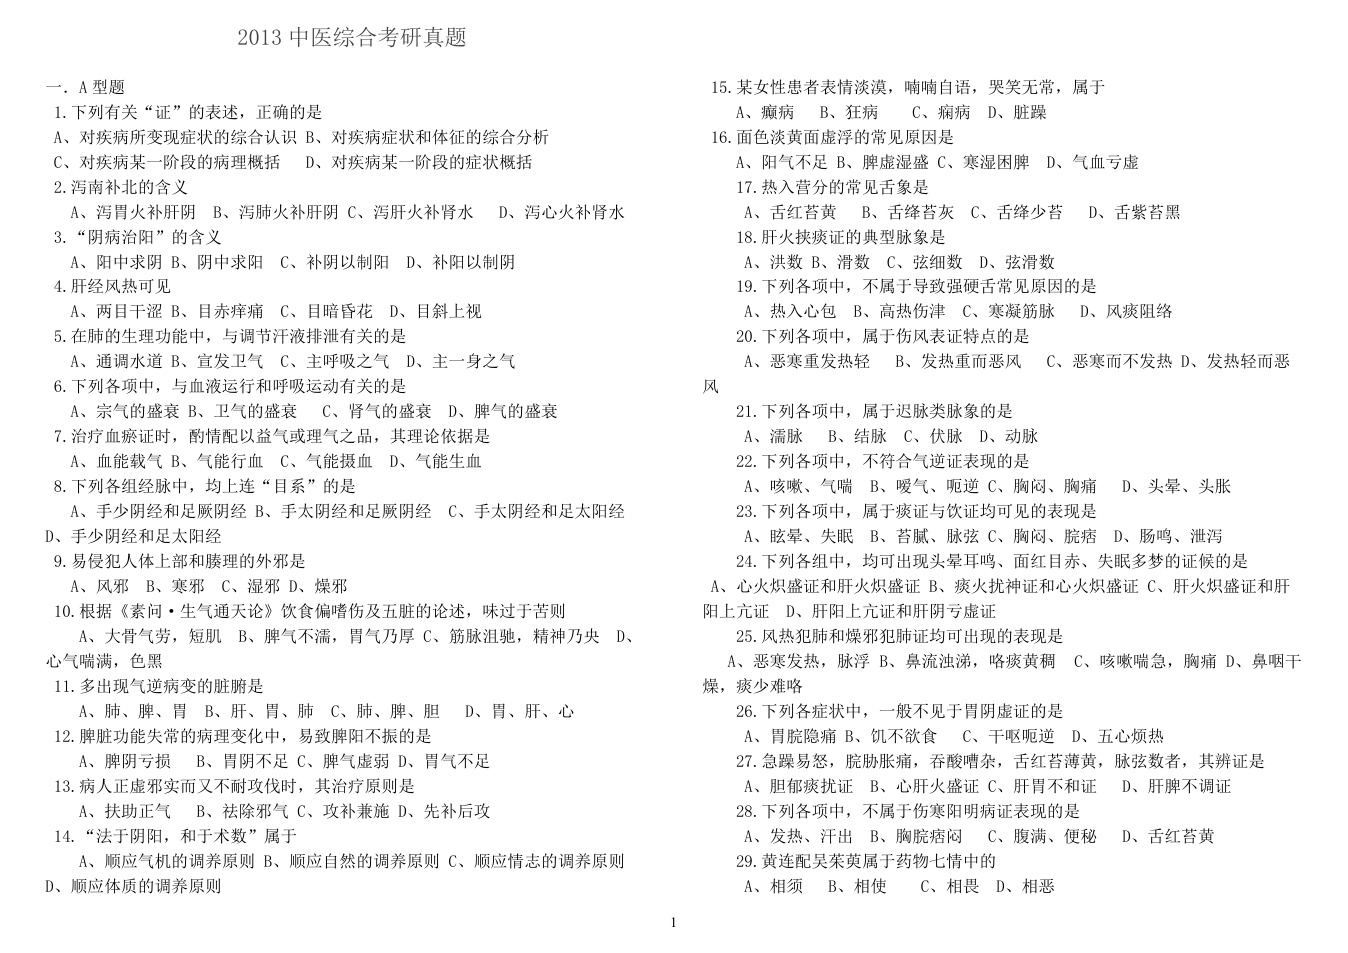 2013 中医综合考研真题
一．A 型题
1.下列有关“证”的表述，正确的是
A、对疾病所变现症状的综合认识 B、对疾病症状和体征的综合分析
C、对疾病某一阶段的病理概括 D、对疾病某一阶段的症状概括
2.泻南补北的含义
A、泻胃火补肝阴 B、泻肺火补肝阴 C、泻肝火补肾水 D、泻心火补肾水
3.“阴病治阳”的含义
A、阳中求阴 B、阴中求阳 C、补阴以制阳 D、补阳以制阴
4.肝经风热可见
A、两目干涩 B、目赤痒痛 C、目暗昏花 D、目斜上视
5.在肺的生理功能中，与调节汗液排泄有关的是
A、通调水道 B、宣发卫气 C、主呼吸之气 D、主一身之气
6.下列各项中，与血液运行和呼吸运动有关的是
A、宗气的盛衰 B、卫气的盛衰 C、肾气的盛衰 D、脾气的盛衰
7.治疗血瘀证时，酌情配以益气或理气之品，其理论依据是
A、血能载气 B、气能行血 C、气能摄血 D、气能生血
8.下列各组经脉中，均上连“目系”的是
A、手少阴经和足厥阴经 B、手太阴经和足厥阴经 C、手太阴经和足太阳经
D、手少阴经和足太阳经
9.易侵犯人体上部和腠理的外邪是
A、风邪 B、寒邪 C、湿邪 D、燥邪
10.根据《素问·生气通天论》饮食偏嗜伤及五脏的论述，味过于苦则
A、大骨气劳，短肌 B、脾气不濡，胃气乃厚 C、筋脉沮驰，精神乃央 D、
心气喘满，色黑
11.多出现气逆病变的脏腑是
A、肺、脾、胃 B、肝、胃、肺 C、肺、脾、胆 D、胃、肝、心
12.脾脏功能失常的病理变化中，易致脾阳不振的是
A、脾阴亏损 B、胃阴不足 C、脾气虚弱 D、胃气不足
13.病人正虚邪实而又不耐攻伐时，其治疗原则是
A、扶助正气 B、祛除邪气 C、攻补兼施 D、先补后攻
14.“法于阴阳，和于术数”属于
A、顺应气机的调养原则 B、顺应自然的调养原则 C、顺应情志的调养原则
D、顺应体质的调养原则
15.某女性患者表情淡漠，喃喃自语，哭笑无常，属于
A、癫病 B、狂病 C、痫病 D、脏躁
16.面色淡黄面虚浮的常见原因是
A、阳气不足 B、脾虚湿盛 C、寒湿困脾 D、气血亏虚
17.热入营分的常见舌象是
A、舌红苔黄 B、舌绛苔灰 C、舌绛少苔 D、舌紫苔黑
18.肝火挟痰证的典型脉象是
A、洪数 B、滑数 C、弦细数 D、弦滑数
19.下列各项中，不属于导致强硬舌常见原因的是
A、热入心包 B、高热伤津 C、寒凝筋脉 D、风痰阻络
20.下列各项中，属于伤风表证特点的是
A、恶寒重发热轻 B、发热重而恶风 C、恶寒而不发热 D、发热轻而恶
风
21.下列各项中，属于迟脉类脉象的是
A、濡脉 B、结脉 C、伏脉 D、动脉
22.下列各项中，不符合气逆证表现的是
A、咳嗽、气喘 B、嗳气、呃逆 C、胸闷、胸痛 D、头晕、头胀
23.下列各项中，属于痰证与饮证均可见的表现是
A、眩晕、失眠 B、苔腻、脉弦 C、胸闷、脘痞 D、肠鸣、泄泻
24.下列各组中，均可出现头晕耳鸣、面红目赤、失眠多梦的证候的是
A、心火炽盛证和肝火炽盛证 B、痰火扰神证和心火炽盛证 C、肝火炽盛证和肝
阳上亢证 D、肝阳上亢证和肝阴亏虚证
25.风热犯肺和燥邪犯肺证均可出现的表现是
A、恶寒发热，脉浮 B、鼻流浊涕，咯痰黄稠 C、咳嗽喘急，胸痛 D、鼻咽干
燥，痰少难咯
26.下列各症状中，一般不见于胃阴虚证的是
A、胃脘隐痛 B、饥不欲食 C、干呕呃逆 D、五心烦热
27.急躁易怒，脘胁胀痛，吞酸嘈杂，舌红苔薄黄，脉弦数者，其辨证是
A、胆郁痰扰证 B、心肝火盛证 C、肝胃不和证 D、肝脾不调证
28.下列各项中，不属于伤寒阳明病证表现的是
A、发热、汗出 B、胸脘痞闷 C、腹满、便秘 D、舌红苔黄
29.黄连配吴茱萸属于药物七情中的
A、相须 B、相使 C、相畏 D、相恶
1